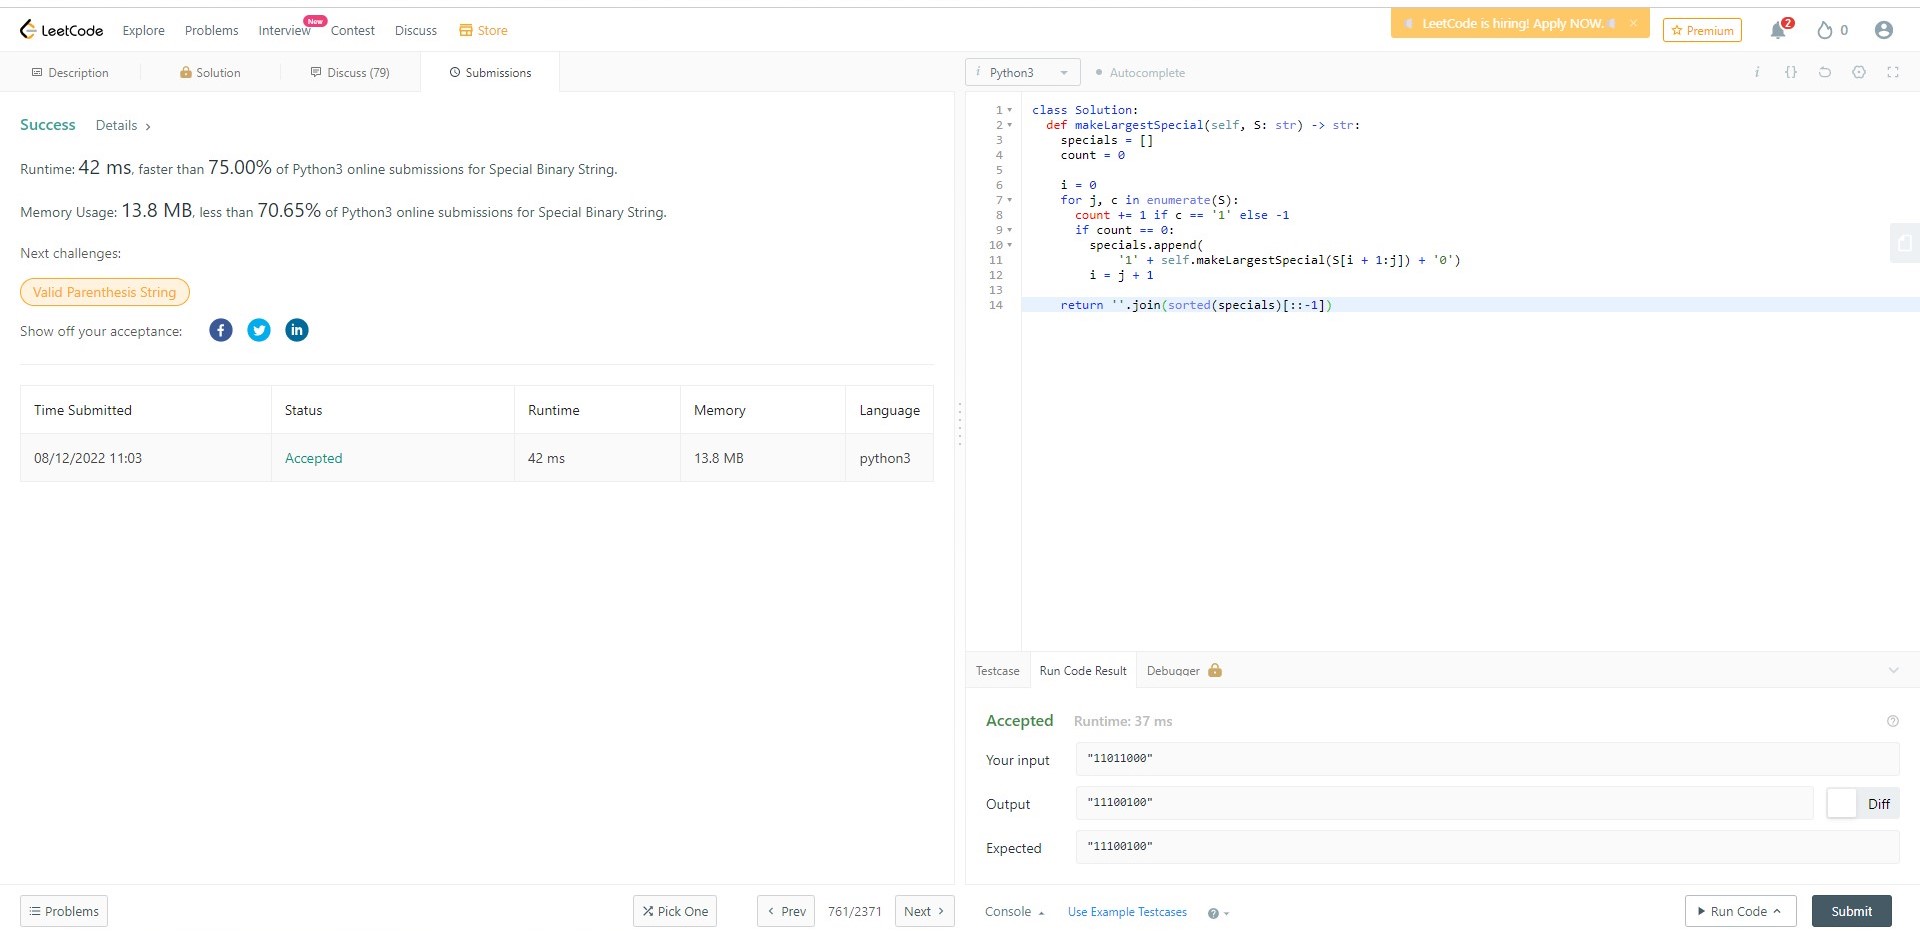 LeetCode Explore Problems Interview New Contest Discuss Store LeetCode is hiring! Apply NOW. × Premium 2 0
Description Solution Discuss (79) Submissions
Success Details >
Runtime: 42 ms, faster than 75.00% of Python3 online submissions for Special Binary String.
Memory Usage: 13.8 MB, less than 70.65% of Python3 online submissions for Special Binary String.
Next challenges:
Valid Parenthesis String
Show off your acceptance:
Time Submitted Status Runtime Memory Language
08/12/2022 11:03 Accepted 42 ms 13.8 MB python3
Problems Pick One < Prev 761/2371 Next >
i Python3 Autocomplete i {}
1 class Solution:
2   def makeLargestSpecial(self, S: str) -> str:
3     specials = []
4     count = 0
5
6     i = 0
7     for j, c in enumerate(S):
8       count += 1 if c == '1' else -1
9       if count == 0:
10         specials.append(
11             '1' + self.makeLargestSpecial(S[i + 1:j]) + '0')
12         i = j + 1
13
14     return ''.join(sorted(specials)[::-1])
Testcase Run Code Result Debugger
Accepted Runtime: 37 ms
Your input "11011000"
Output "11100100" Diff
Expected "11100100"
Console Use Example Testcases Run Code Submit